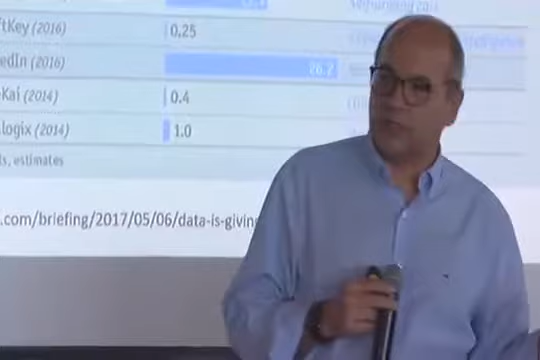 ftKey (2016) 0.25
edIn (2016) 26.2
Kai (2014) 0.4
logix (2014) 1.0
s, estimates
.com/briefing/2017/05/06/data-is-giving